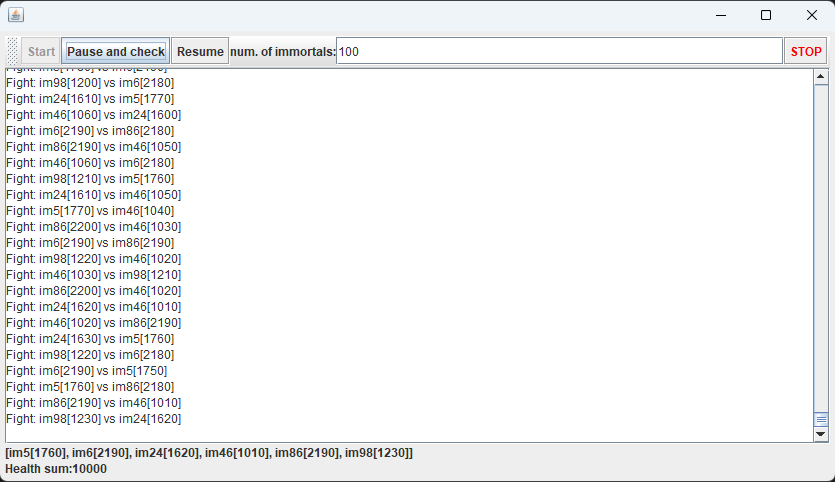 Start Pause and check Resume num. of immortals: 100 STOP
Fight: im98[1200] vs im6[2180]
Fight: im24[1610] vs im5[1770]
Fight: im46[1060] vs im24[1600]
Fight: im6[2190] vs im86[2180]
Fight: im86[2190] vs im46[1050]
Fight: im46[1060] vs im6[2180]
Fight: im98[1210] vs im5[1760]
Fight: im24[1610] vs im46[1050]
Fight: im5[1770] vs im46[1040]
Fight: im86[2200] vs im46[1030]
Fight: im6[2190] vs im86[2190]
Fight: im98[1220] vs im46[1020]
Fight: im46[1030] vs im98[1210]
Fight: im86[2200] vs im46[1020]
Fight: im24[1620] vs im46[1010]
Fight: im46[1020] vs im86[2190]
Fight: im24[1630] vs im5[1760]
Fight: im98[1220] vs im6[2180]
Fight: im6[2190] vs im5[1750]
Fight: im5[1760] vs im86[2180]
Fight: im86[2190] vs im46[1010]
Fight: im98[1230] vs im24[1620]
[im5[1760], im6[2190], im24[1620], im46[1010], im86[2190], im98[1230]]
Health sum:10000